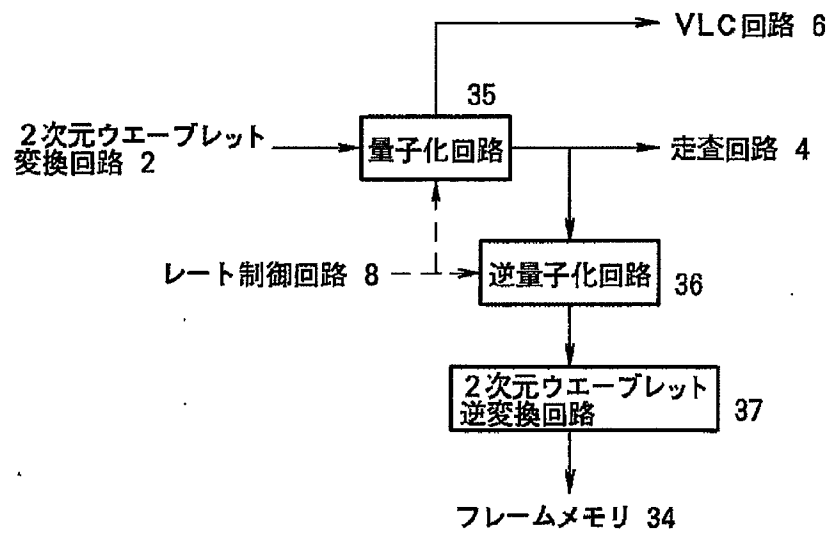 VLC回路 6
35
2次元ウエーブレット
変換回路 2
量子化回路
走査回路 4
レート制御回路 8
逆量子化回路
36
2次元ウエーブレット
逆変換回路
37
フレームメモリ 34